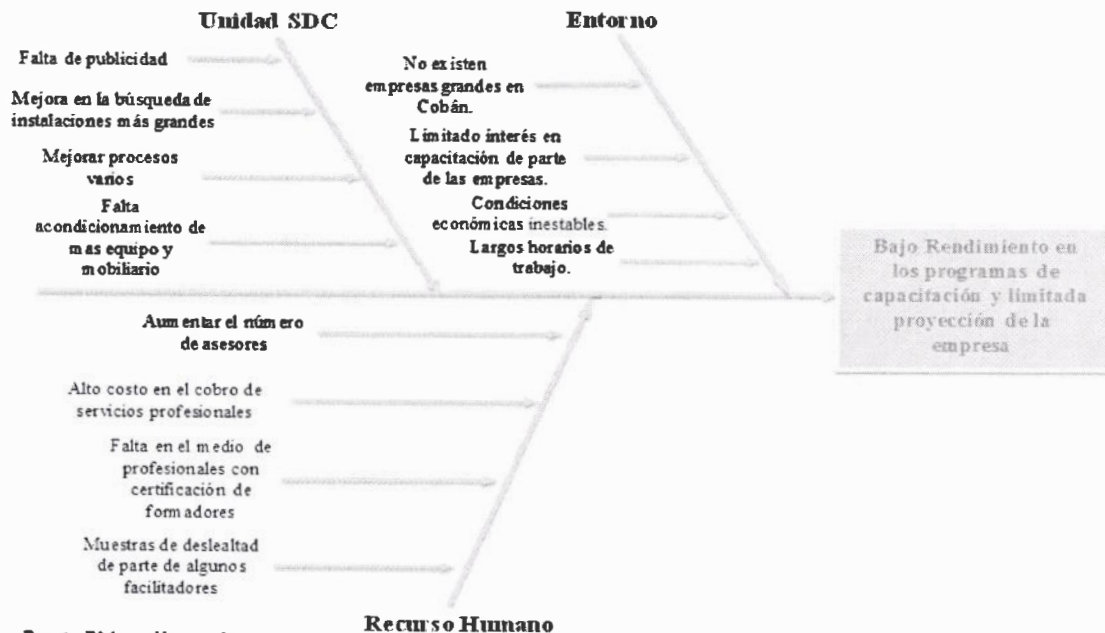 Unidad SDC
Falta de publicidad
Mejora en la búsqueda de
instalaciones más grandes
Mejorar procesos
varios
Falta
acondicionamiento de
mas equipo y
mobiliario
Entorno
No existen
empresas grandes en
Cobán.
Limitado interés en
capacitación de parte
de las empresas.
Condiciones
económicas inestables.
Largos horarios de
trabajo.
Bajo Rendimiento en
los programas de
capacitación y limitada
proyección de la
empresa
Aumentar el número
de asesores
Alto costo en el cobro de
servicios profesionales
Falta en el medio de
profesionales con
certificación de
formadores
Muestras de deslealtad
de parte de algunos
facilitadores
Recurso Humano